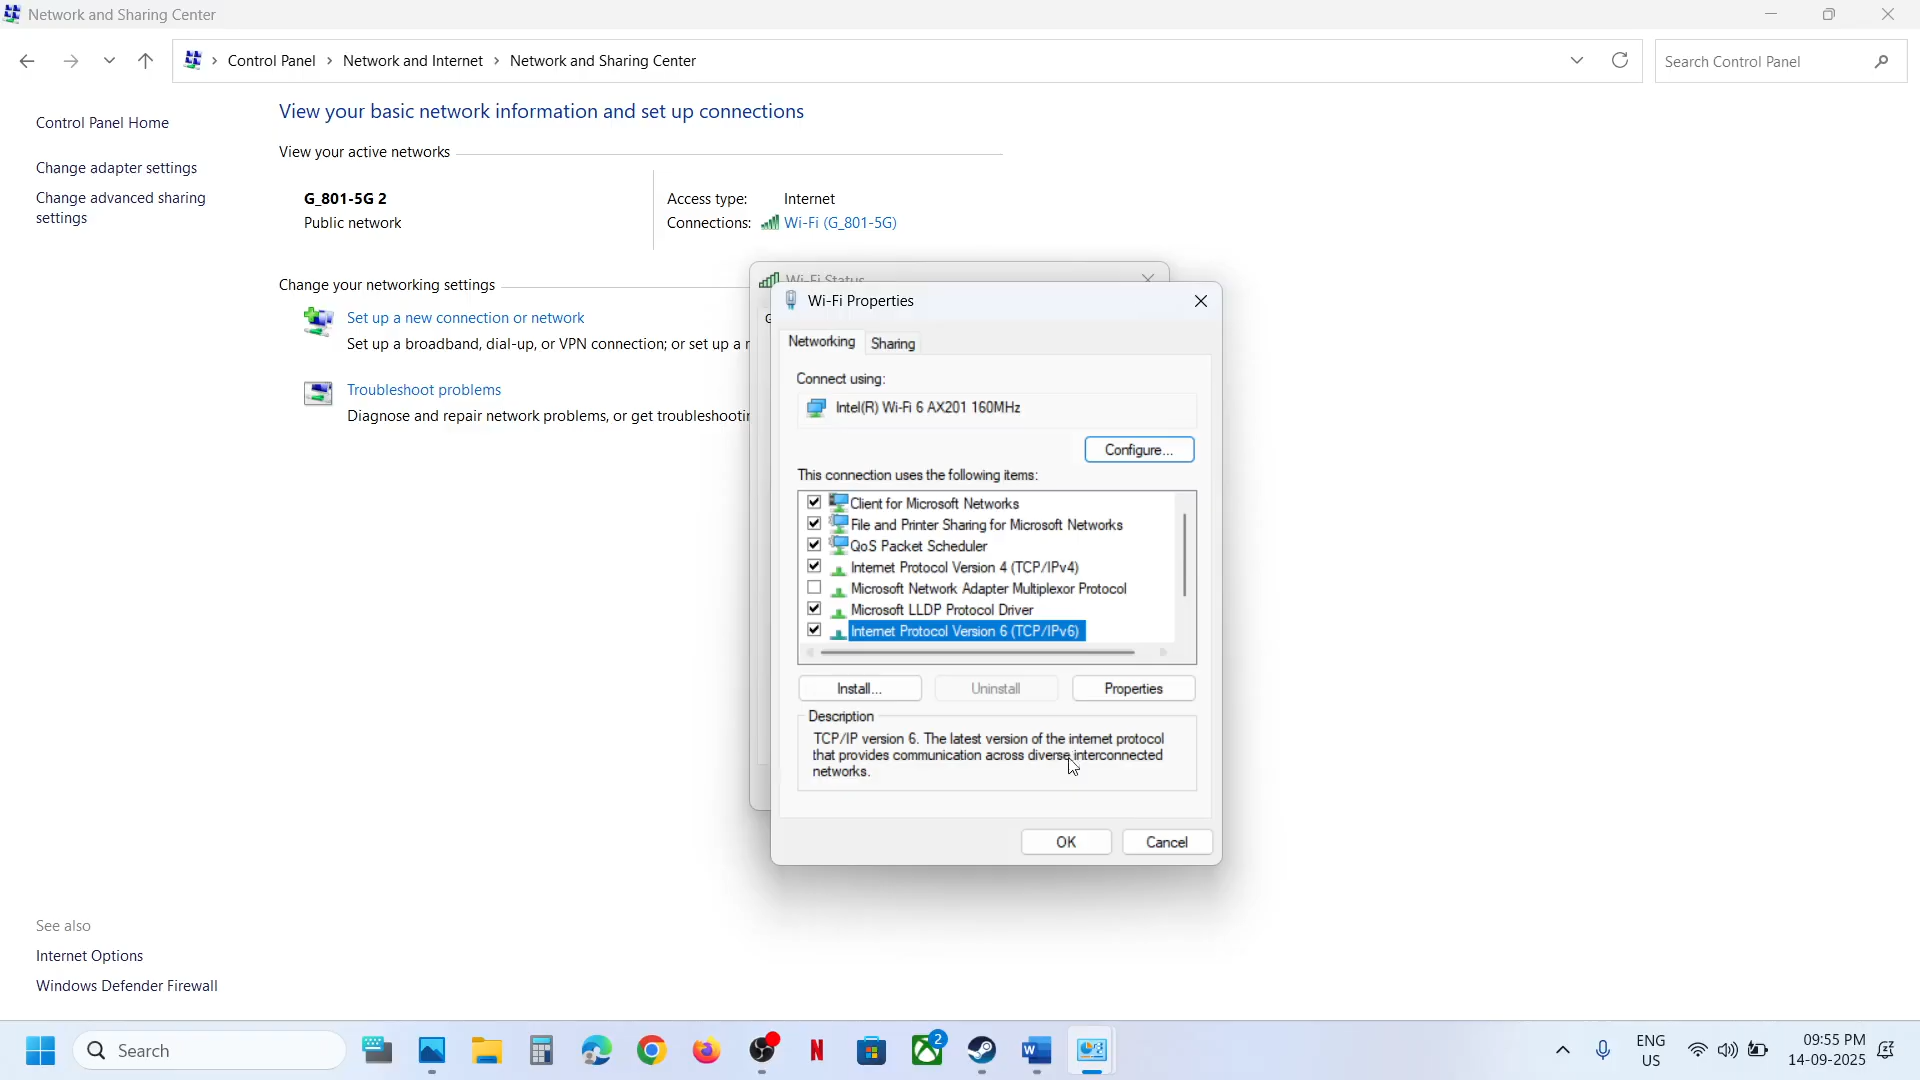 Network and Sharing Center
Control Panel > Network and Internet > Network and Sharing Center
Search Control Panel
Control Panel Home
Change adapter settings
Change advanced sharing
settings
View your basic network information and set up connections
View your active networks
G_801-5G 2
Public network
Access type: Internet
Connections: Wi-Fi (G_801-5G)
Change your networking settings
Set up a new connection or network
Set up a broadband, dial-up, or VPN connection; or set up a r
Troubleshoot problems
Diagnose and repair network problems, or get troubleshootin
Wi-Fi Status
Wi-Fi Properties
Networking
Sharing
Connect using:
Intel(R) Wi-Fi 6 AX201 160MHz
Configure...
This connection uses the following items:
Client for Microsoft Networks
File and Printer Sharing for Microsoft Networks
QoS Packet Scheduler
Internet Protocol Version 4 (TCP/IPv4)
Microsoft Network Adapter Multiplexor Protocol
Microsoft LLDP Protocol Driver
Internet Protocol Version 6 (TCP/IPv6)
Install...
Uninstall
Properties
Description
TCP/IP version 6. The latest version of the internet protocol
that provides communication across diverse interconnected
networks.
OK
Cancel
See also
Internet Options
Windows Defender Firewall
Search
2
ENG
US
09:55 PM
14-09-2025